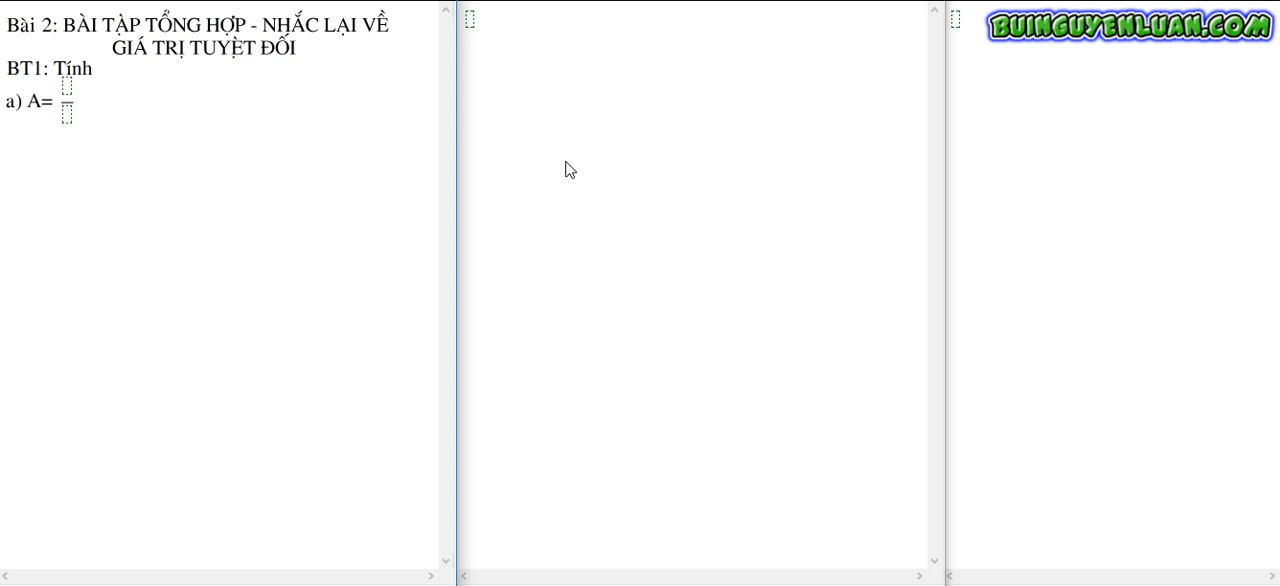 Bài 2: BÀI TẬP TỔNG HỢP - NHẮC LẠI VỀ
GIÁ TRỊ TUYỆT ĐỐI
BT1: Tính
a) A=
BUINGUYENLUAN.COM